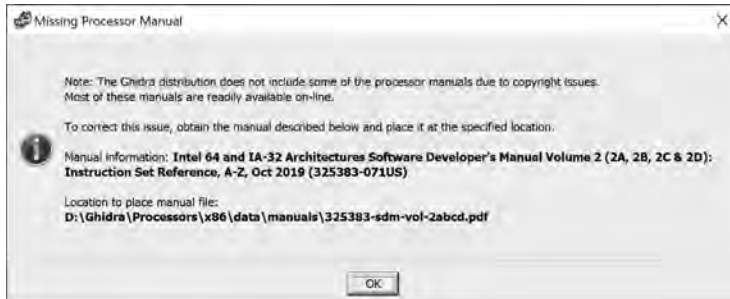 Missing Processor Manual
Note: The Ghidra distribution does not include some of the processor manuals due to copyright issues.
Most of these manuals are readily available on-line.
To correct this issue, obtain the manual described below and place it at the specified location.
Manual information: Intel 64 and IA-32 Architectures Software Developer's Manual Volume 2 (2A, 2B, 2C & 2D):
Instruction Set Reference, A-Z, Oct 2019 (325383-071US)
Location to place manual file:
D:\Ghidra\Processors\x86\data\manuals\325383-sdm-vol-2abcd.pdf
OK